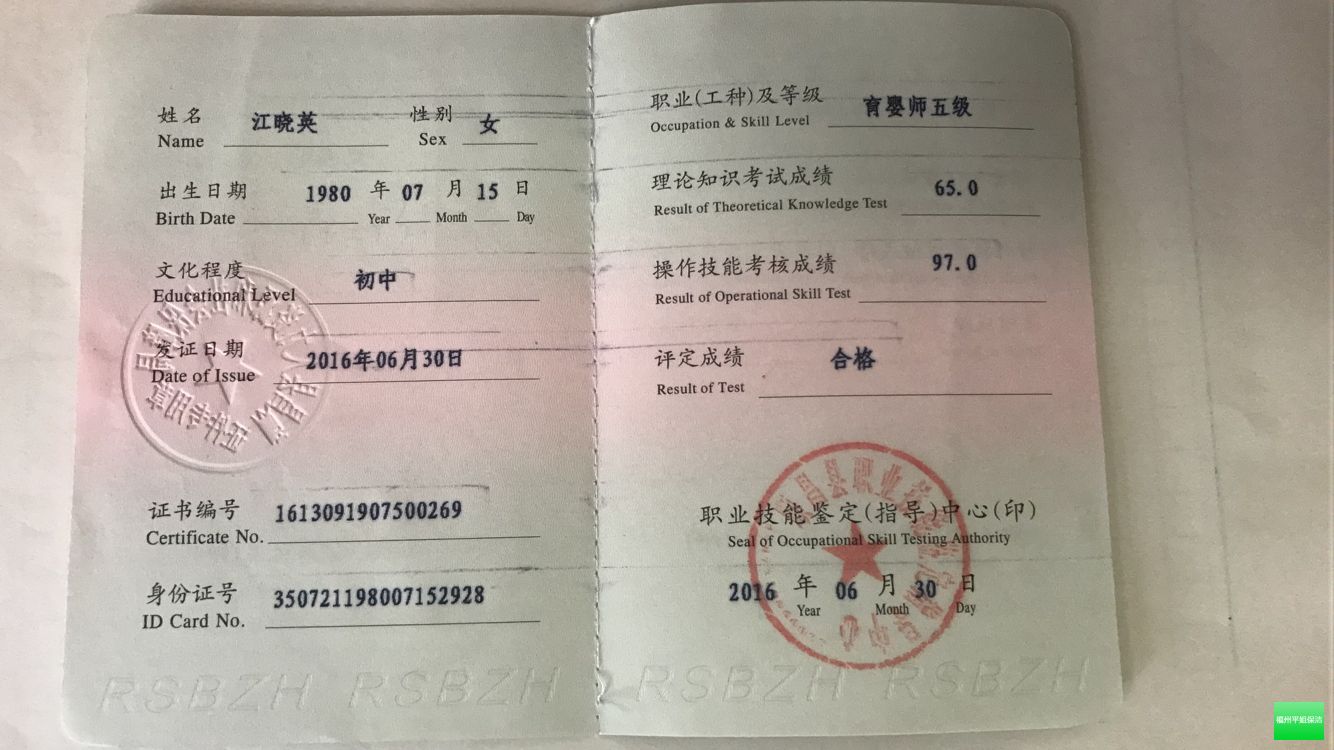 姓名 江晓英 性别 女
Name Sex
出生日期 1980 年 07 月 15 日
Birth Date Year Month Day
文化程度 初中
Educational Level
发证日期 2016年06月30日
Date of Issue
证书编号 1613091907500269
Certificate No.
身份证号 350721198007152928
ID Card No.
RSBZH RSBZH
职业(工种)及等级 育婴师五级
Occupation & Skill Level
理论知识考试成绩 65.0
Result of Theoretical Knowledge Test
操作技能考核成绩 97.0
Result of Operational Skill Test
评定成绩 合格
Result of Test
职业技能鉴定(指导)中心(印)
Seal of Occupational Skill Testing Authority
2016 年 06 月 30 日
Year Month Day
RSBZH RSBZH
福州平姐保洁